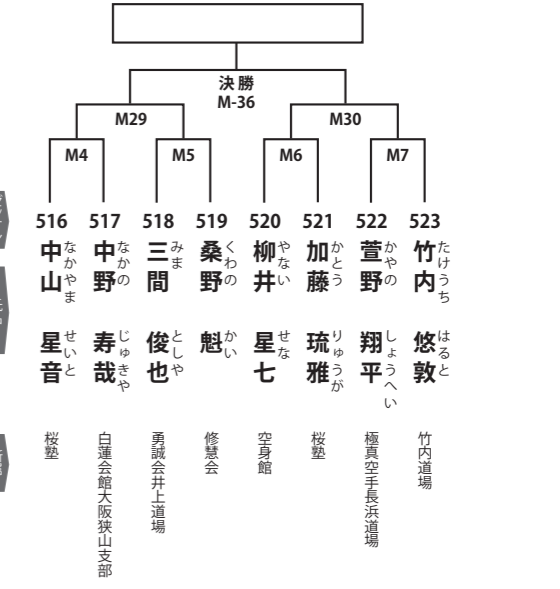 決 勝
M-36
M29
M30
M4
M5
M6
M7
516
517
518
519
520
521
522
523
中山 星音
なかやま せいと
桜塾
中野 寿哉
なかの じゅきや
白蓮会館大阪狭山支部
三間 俊也
みま としや
勇誠会井上道場
桑野 魁
くわの かい
修慧会
柳井 星七
やない せな
空身館
加藤 琉雅
かとう りゅうが
桜塾
萱野 翔平
かやの しょうへい
極真空手長浜道場
竹内 悠敦
たけうち はると
竹内道場